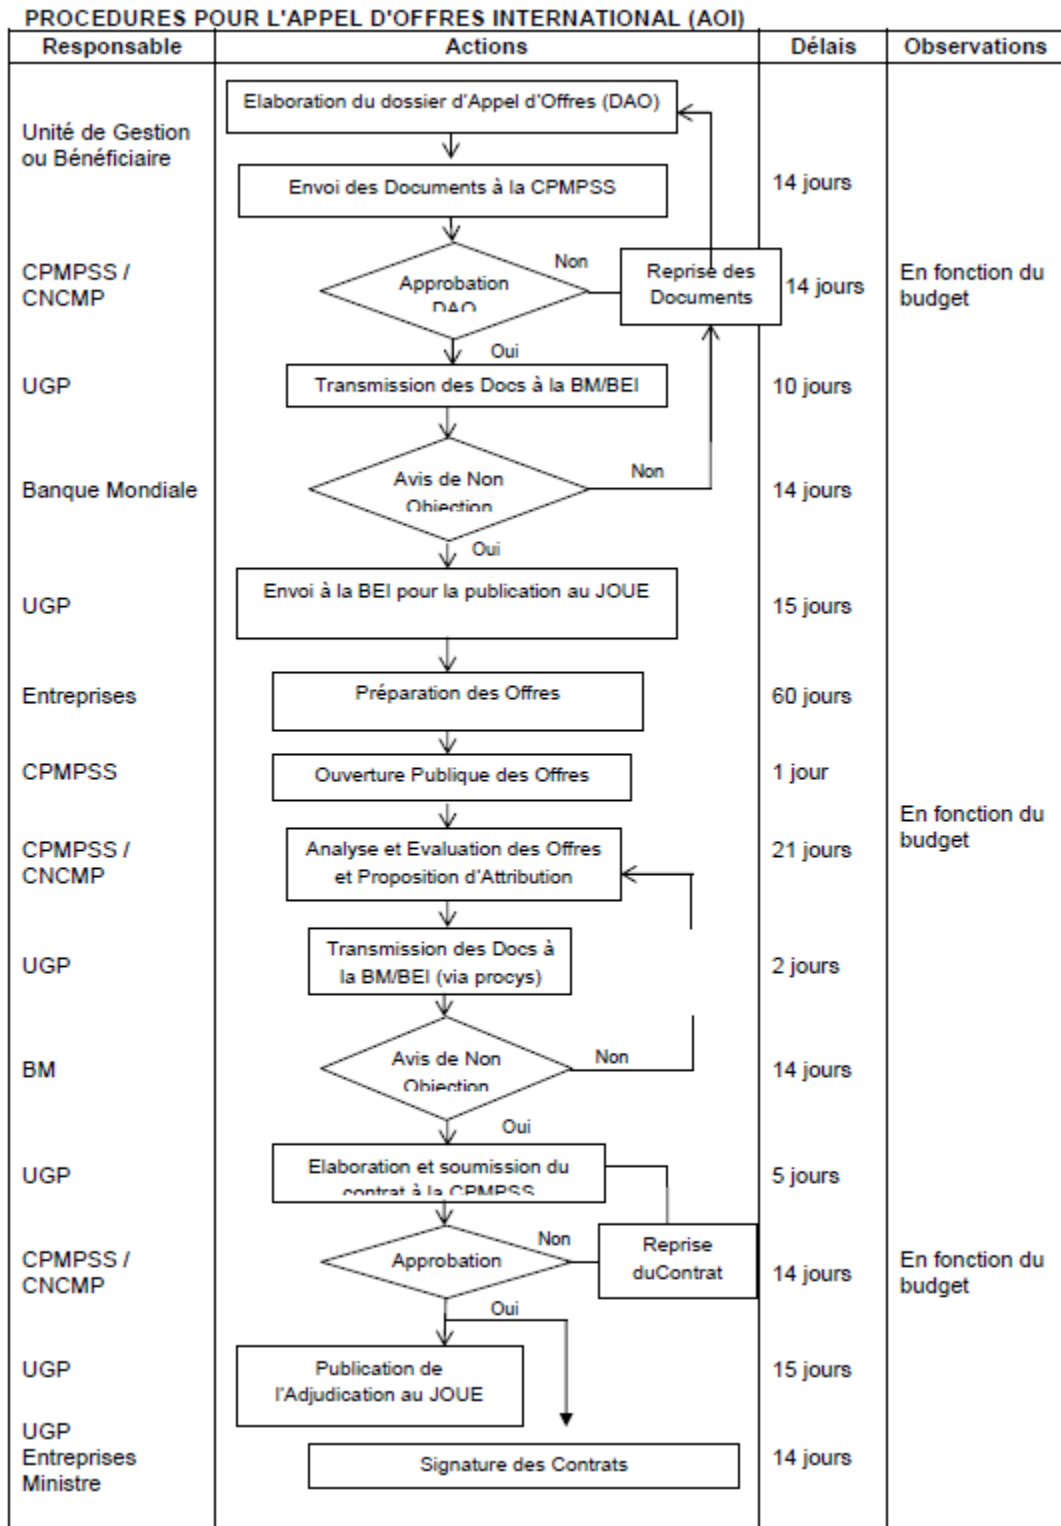 PROCEDURES POUR L'APPEL D'OFFRES INTERNATIONAL (AOI)
Responsable
Actions
Délais
Observations
Elaboration du dossier d'Appel d'Offres (DAO)
Unité de Gestion
ou Bénéficiaire
Envoi des Documents à la CPMPSS
14 jours
CPMPSS /
CNCMP
Approbation
DAO
Non
Reprise des
Documents
14 jours
En fonction du
budget
Oui
UGP
Transmission des Docs à la BM/BEI
10 jours
Banque Mondiale
Avis de Non
Objection
Non
14 jours
Oui
UGP
Envoi à la BEI pour la publication au JOUE
15 jours
Entreprises
Préparation des Offres
60 jours
CPMPSS
Ouverture Publique des Offres
1 jour
En fonction du
budget
CPMPSS /
CNCMP
Analyse et Evaluation des Offres
et Proposition d'Attribution
21 jours
UGP
Transmission des Docs à
la BM/BEI (via procys)
2 jours
BM
Avis de Non
Objection
Non
14 jours
Oui
UGP
Elaboration et soumission du
contrat à la CPMPSS
5 jours
CPMPSS /
CNCMP
Approbation
Non
Reprise
duContrat
14 jours
En fonction du
budget
Oui
UGP
Publication de
l'Adjudication au JOUE
15 jours
UGP
Entreprises
Ministre
Signature des Contrats
14 jours